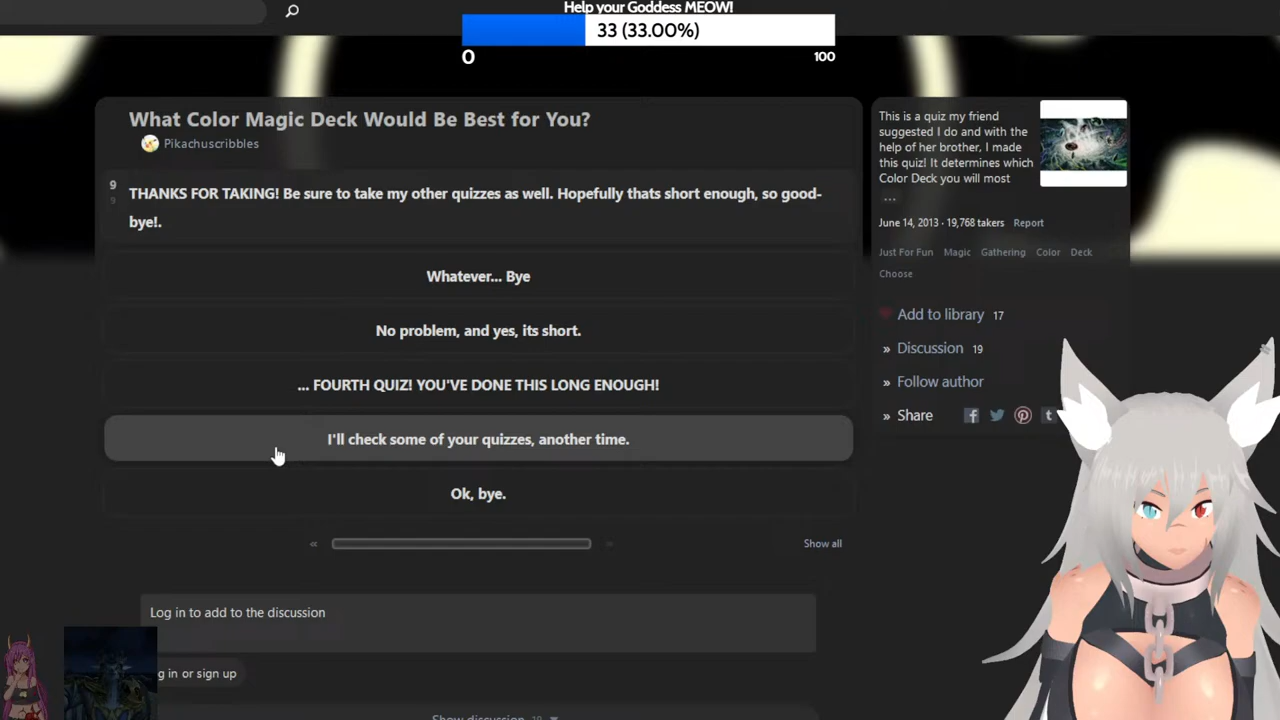 Help your Goddess MEOW!
33 (33.00%)
0
100
What Color Magic Deck Would Be Best for You?
Pikachuscribbles
9
9
THANKS FOR TAKING! Be sure to take my other quizzes as well. Hopefully thats short enough, so good-
bye!.
Whatever... Bye
No problem, and yes, its short.
... FOURTH QUIZ! YOU'VE DONE THIS LONG ENOUGH!
I'll check some of your quizzes, another time.
Ok, bye.
«
Show all
Log in to add to the discussion
g in or sign up
Show discussion 19
This is a quiz my friend
suggested I do and with the
help of her brother, I made
this quiz! It determines which
Color Deck you will most
...
June 14, 2013 · 19,768 takers Report
Just For Fun Magic Gathering Color Deck
Choose
Add to library 17
» Discussion 19
» Follow author
» Share